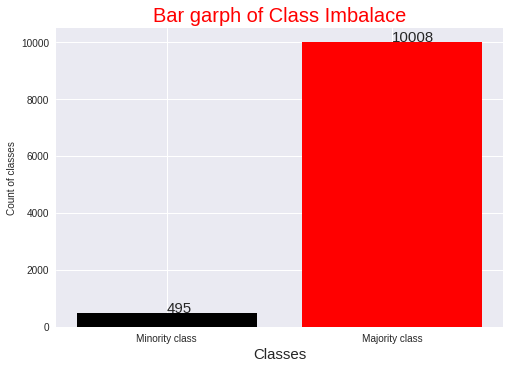 Bar garph of Class Imbalace
10008
10000
8000
6000
4000
2000
0
495
Count of classes
Minority class
Majority class
Classes